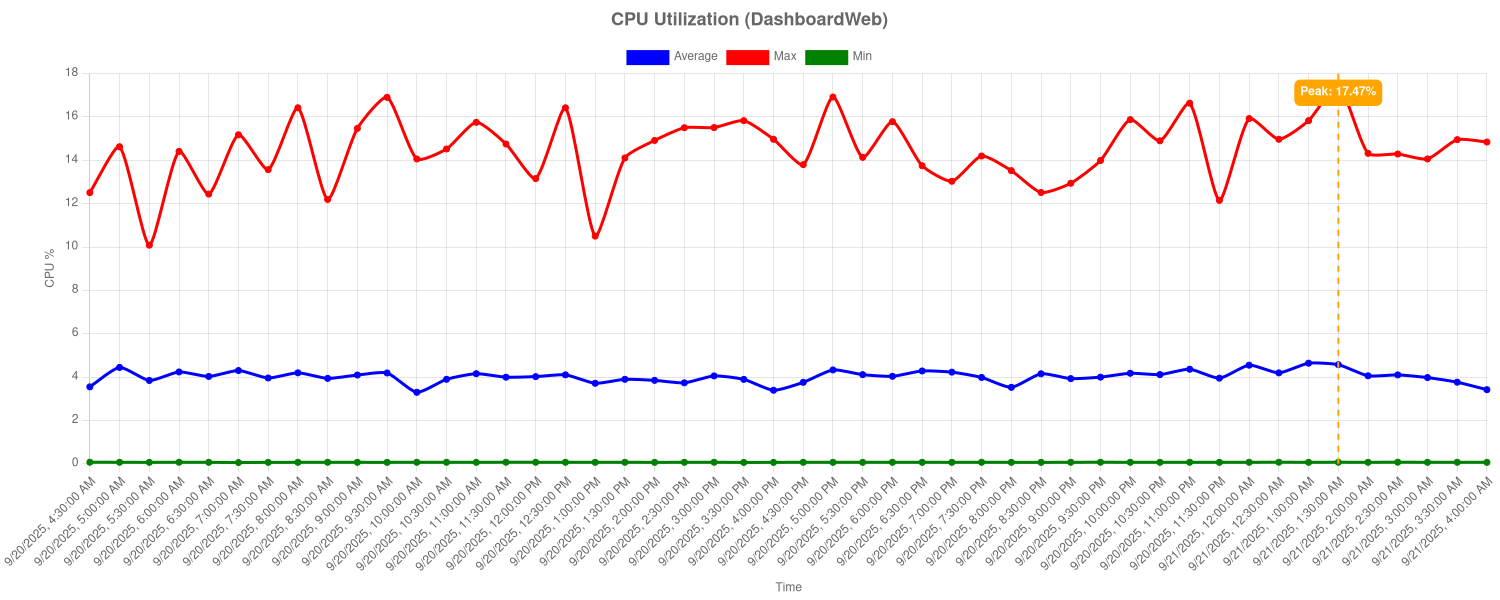 CPU Utilization (DashboardWeb)
Average Max Min
18
16
14
12
10
8
6
4
2
0
CPU %
Peak: 17.47%
9/20/2025, 4:30:00 AM
9/20/2025, 5:00:00 AM
9/20/2025, 5:30:00 AM
9/20/2025, 6:00:00 AM
9/20/2025, 6:30:00 AM
9/20/2025, 7:00:00 AM
9/20/2025, 7:30:00 AM
9/20/2025, 8:00:00 AM
9/20/2025, 8:30:00 AM
9/20/2025, 9:00:00 AM
9/20/2025, 9:30:00 AM
9/20/2025, 10:00:00 AM
9/20/2025, 10:30:00 AM
9/20/2025, 11:00:00 AM
9/20/2025, 11:30:00 AM
9/20/2025, 12:00:00 PM
9/20/2025, 12:30:00 PM
9/20/2025, 1:00:00 PM
9/20/2025, 1:30:00 PM
9/20/2025, 2:00:00 PM
9/20/2025, 2:30:00 PM
9/20/2025, 3:00:00 PM
9/20/2025, 3:30:00 PM
9/20/2025, 4:00:00 PM
9/20/2025, 4:30:00 PM
9/20/2025, 5:00:00 PM
9/20/2025, 5:30:00 PM
9/20/2025, 6:00:00 PM
9/20/2025, 6:30:00 PM
9/20/2025, 7:00:00 PM
9/20/2025, 7:30:00 PM
9/20/2025, 8:00:00 PM
9/20/2025, 8:30:00 PM
9/20/2025, 9:00:00 PM
9/20/2025, 9:30:00 PM
9/20/2025, 10:00:00 PM
9/20/2025, 10:30:00 PM
9/20/2025, 11:00:00 PM
9/20/2025, 11:30:00 PM
9/21/2025, 12:00:00 AM
9/21/2025, 12:30:00 AM
9/21/2025, 1:00:00 AM
9/21/2025, 1:30:00 AM
9/21/2025, 2:00:00 AM
9/21/2025, 2:30:00 AM
9/21/2025, 3:00:00 AM
9/21/2025, 3:30:00 AM
9/21/2025, 4:00:00 AM
Time